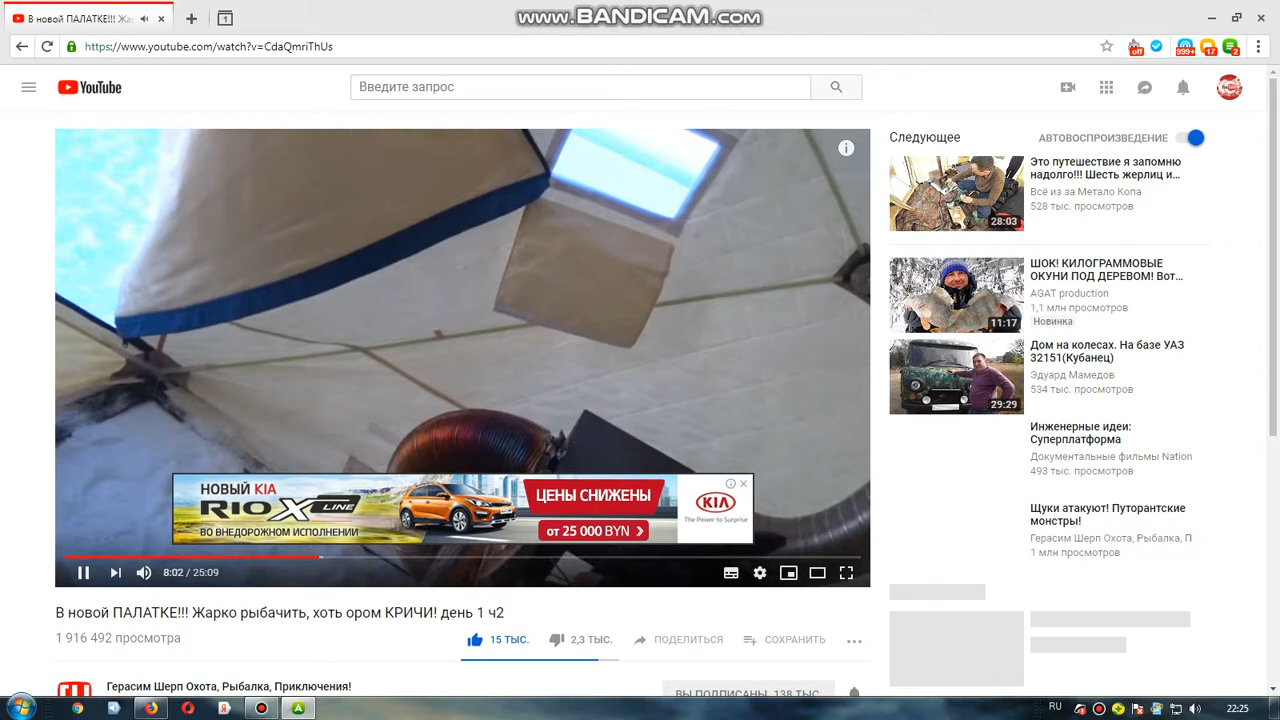 www.BANDICAM.com
В новой ПАЛАТКЕ!!! Жар
1
https://www.youtube.com/watch?v=CdaQmriThUs
off
999+
17
2
YouTube
Введите запрос
Следующее
АВТОВОСПРОИЗВЕДЕНИЕ
Это путешествие я запомню
надолго!!! Шесть жерлиц и...
Всё из за Метало Копа
528 тыс. просмотров
28:03
ШОК! КИЛОГРАММОВЫЕ
ОКУНИ ПОД ДЕРЕВОМ! Вот...
AGAT production
1,1 млн просмотров
Новинка
11:17
Дом на колесах. На базе УАЗ
32151(Кубанец)
Эдуард Мамедов
534 тыс. просмотров
29:29
Инженерные идеи:
Суперплатформа
Документальные фильмы Nation
493 тыс. просмотров
Щуки атакуют! Путорантские
монстры!
Герасим Шерп Охота, Рыбалка, П
1 млн просмотров
НОВЫЙ KIA
RIO X LINE
ВО ВНЕДОРОЖНОМ ИСПОЛНЕНИИ
ЦЕНЫ СНИЖЕНЫ
от 25 000 BYN
KIA
The Power to Surprise
8:02 / 25:09
В новой ПАЛАТКЕ!!! Жарко рыбачить, хоть ором КРИЧИ! день 1 ч2
1 916 492 просмотра
15 ТЫС.
2,3 ТЫС.
ПОДЕЛИТЬСЯ
СОХРАНИТЬ
Герасим Шерп Охота, Рыбалка, Приключения!
ВЫ ПОДПИСАНЫ 138 ТЫС.
RU
22:25